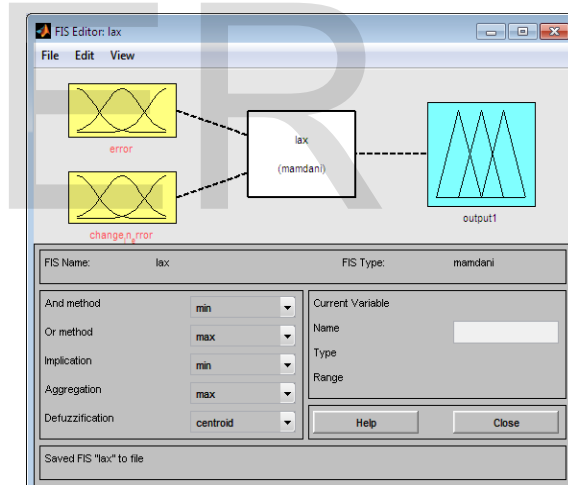 FIS Editor: lax
File Edit View
error
lax
(mamdani)
output1
change_in_error
FIS Name: lax FIS Type: mamdani
And method min
Or method max
Implication min
Aggregation max
Defuzzification centroid
Current Variable
Name
Type
Range
Help Close
Saved FIS "lax" to file
ER